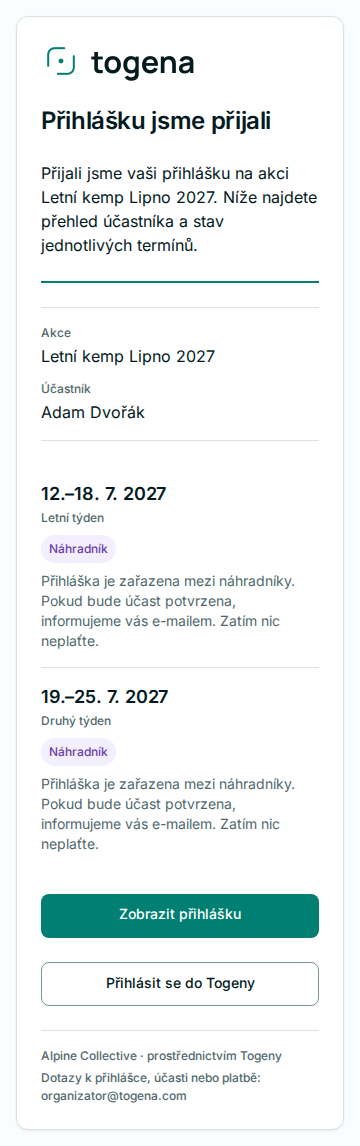 togena
Přihlášku jsme přijali
Přijali jsme vaši přihlášku na akci
Letní kemp Lipno 2027. Níže najdete
přehled účastníka a stav
jednotlivých termínů.
Akce
Letní kemp Lipno 2027
Účastník
Adam Dvořák
12.–18. 7. 2027
Letní týden
Náhradník
Přihláška je zařazena mezi náhradníky.
Pokud bude účast potvrzena,
informujeme vás e-mailem. Zatím nic
neplaťte.
19.–25. 7. 2027
Druhý týden
Náhradník
Přihláška je zařazena mezi náhradníky.
Pokud bude účast potvrzena,
informujeme vás e-mailem. Zatím nic
neplaťte.
Zobrazit přihlášku
Přihlásit se do Togeny
Alpine Collective · prostřednictvím Togeny
Dotazy k přihlášce, účasti nebo platbě:
organizator@togena.com